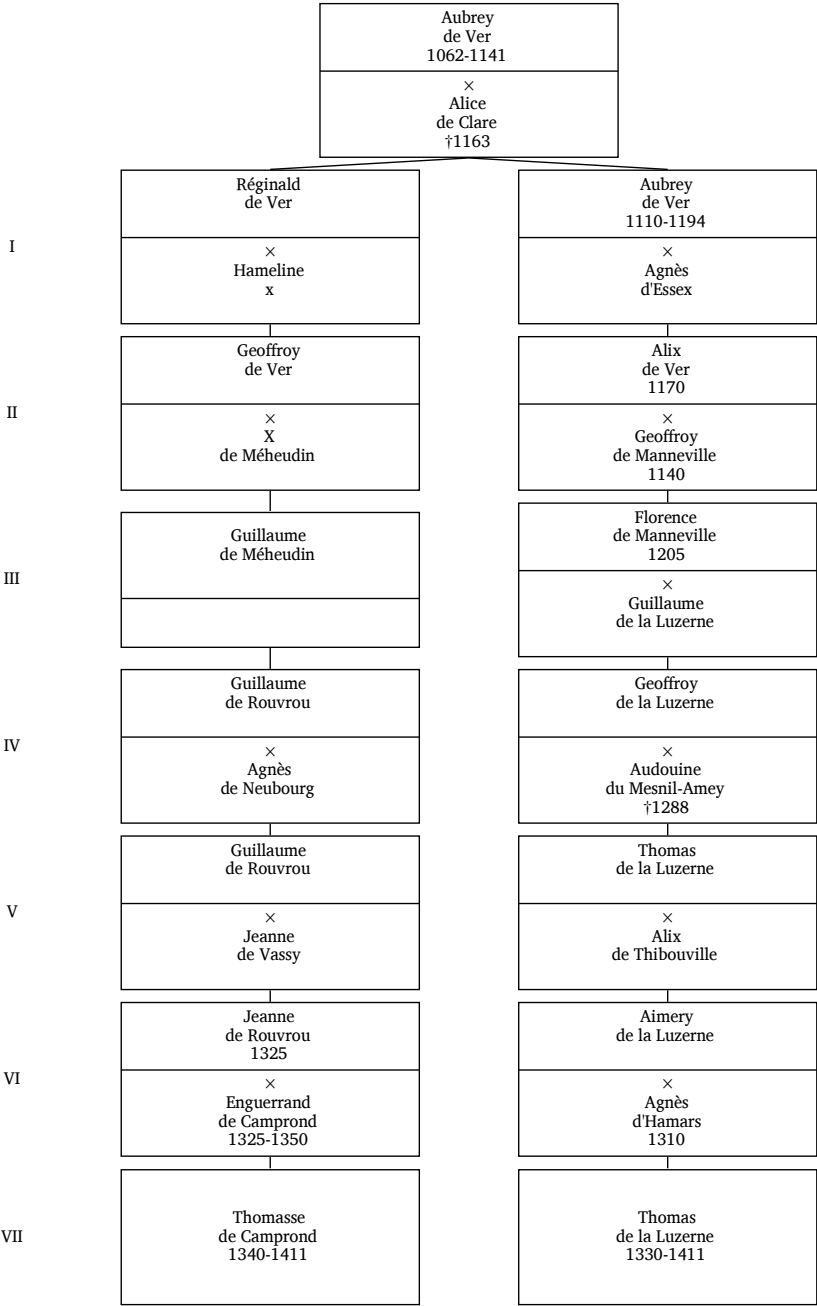 Aubrey
de Ver
1062-1141
×
Alice
de Clare
†1163
I
Réginald
de Ver
×
Hameline
x
Aubrey
de Ver
1110-1194
×
Agnès
d'Essex
II
Geoffroy
de Ver
×
X
de Méheudin
Alix
de Ver
1170
×
Geoffroy
de Manneville
1140
III
Guillaume
de Méheudin
Florence
de Manneville
1205
×
Guillaume
de la Luzerne
IV
Guillaume
de Rouvrou
×
Agnès
de Neubourg
Geoffroy
de la Luzerne
×
Audouine
du Mesnil-Amey
†1288
V
Guillaume
de Rouvrou
×
Jeanne
de Vassy
Thomas
de la Luzerne
×
Alix
de Thibouville
VI
Jeanne
de Rouvrou
1325
×
Enguerrand
de Camprond
1325-1350
Aimery
de la Luzerne
×
Agnès
d'Hamars
1310
VII
Thomasse
de Camprond
1340-1411
Thomas
de la Luzerne
1330-1411